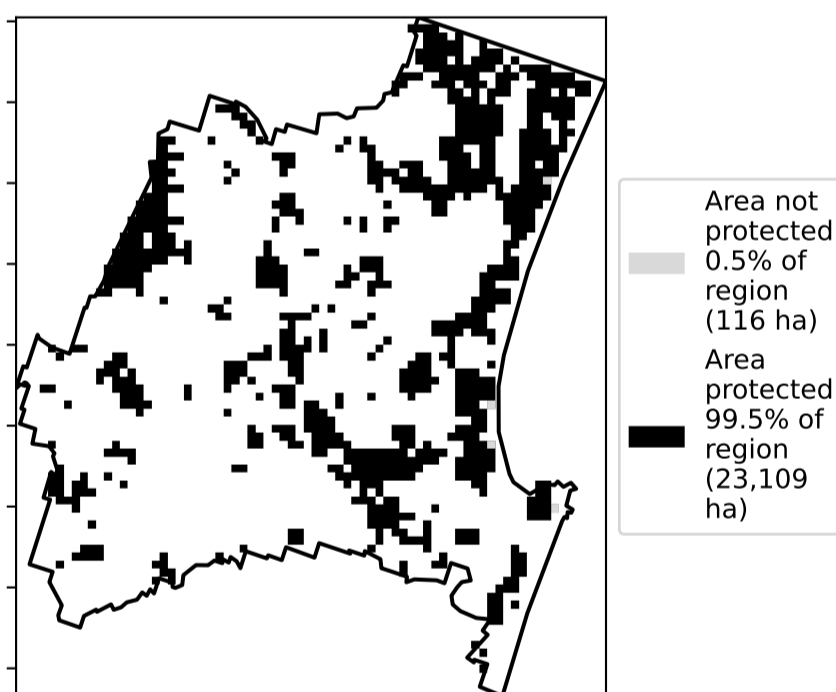 Area not
protected
0.5% of
region
(116 ha)
Area
protected
99.5% of
region
(23,109
ha)